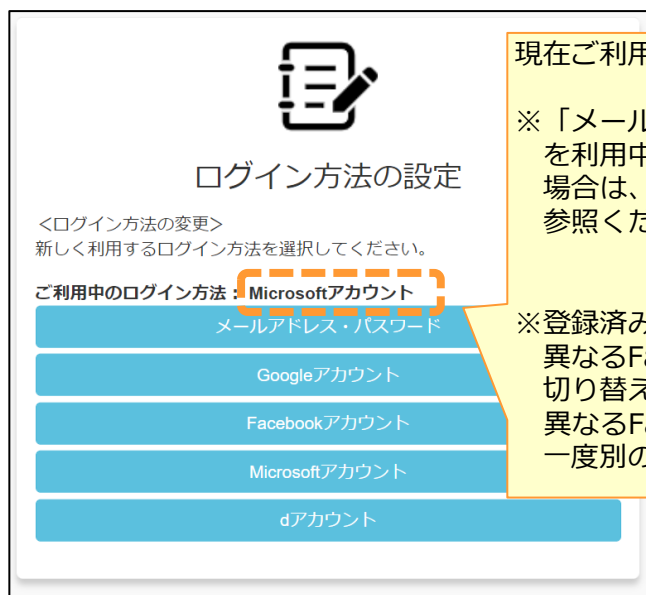 ログイン方法の設定
<ログイン方法の変更>
新しく利用するログイン方法を選択してください。
ご利用中のログイン方法： Microsoftアカウント
メールアドレス・パスワード
Googleアカウント
Facebookアカウント
Microsoftアカウント
dアカウント
現在ご利用
※「メール
を利用中
場合は、
参照くた
※登録済み
異なるFa
切り替え
異なるFa
一度別の